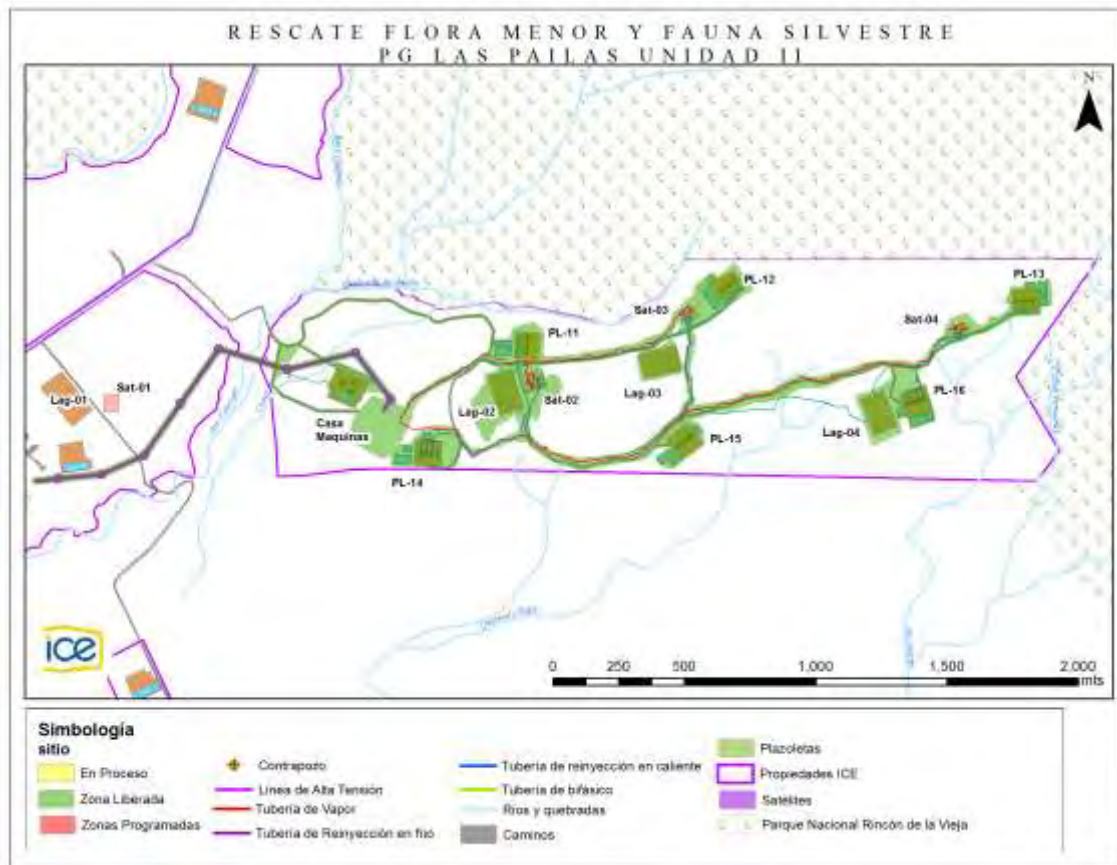 RESCATE FLORA MENOR Y FAUNA SILVESTRE
PG LAS PAILAS UNIDAD II
N
PL-12
PL-13
Sat-03
Sat-04
PL-11
Sat-01
Lag-01
Lag-03
Sat-02
Lag-02
PL-16
Casa
Maquinas
Lag-04
PL-15
PL-14
ice
0 250 500 1,000 1,500 2,000
mts
Simbología
sitio
En Proceso
Zona Liberada
Zonas Programadas
Contrapozo
Línea de Alta Tensión
Tubería de Vapor
Tubería de Reinyección en frio
Tubería de reinyección en caliente
Tubería de bifásico
Rios y quebradas
Caminos
Plazoletas
Propiedades ICE
Satélites
Parque Nacional Rincón de la Vieja